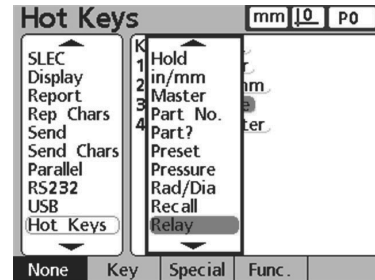 Hot Keys mm 0 P0
SLEC
Display
Report
Rep Chars
Send
Send Chars
Parallel
RS232
USB
Hot Keys
K
1
2
3
4
Hold
in/mm
Master
Part No.
Part?
Preset
Pressure
Rad/Dia
Recall
Relay
None Key Special Func.